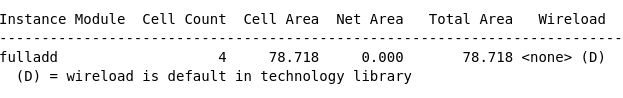 Instance Module  Cell Count  Cell Area  Net Area   Total Area   Wireload
--------------------------------------------------------------------------
fulladd                   4     78.718     0.000       78.718 <none> (D)
  (D) = wireload is default in technology library